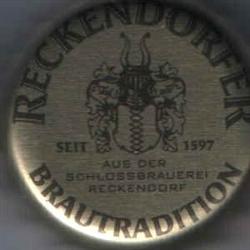 RECKENDORFER
SEIT 1597
AUS DER
SCHLOSSBRAUEREI
RECKENDORF
BRAUTRADITION